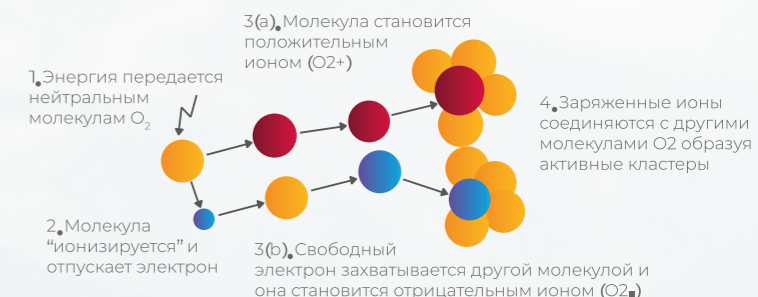 1.Энергия передается
нейтральным
молекулам O2
2.Молекула
“ионизируется” и
отпускает электрон
3(a).Молекула становится
положительным
ионом (O2+)
3(b).Свободный
электрон захватывается другой молекулой и
она становится отрицательным ионом (O2-)
4.Заряженные ионы
соединяются с другими
молекулами O2 образуя
активные кластеры